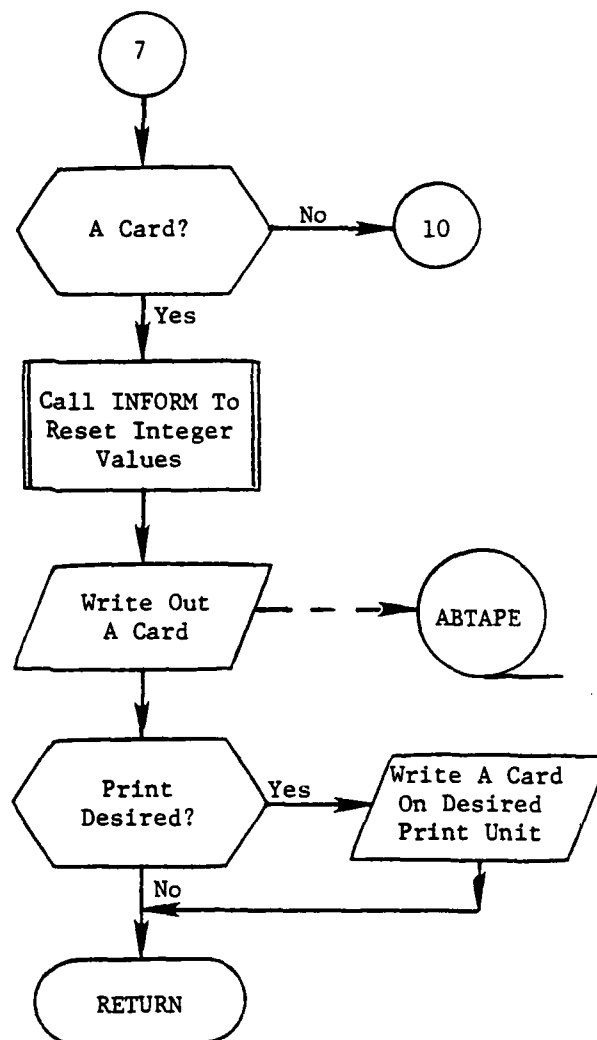 7
A Card?
No
10
Yes
Call INFORM To
Reset Integer
Values
Write Out
A Card
ABTAPE
Print
Desired?
Yes
Write A Card
On Desired
Print Unit
No
RETURN